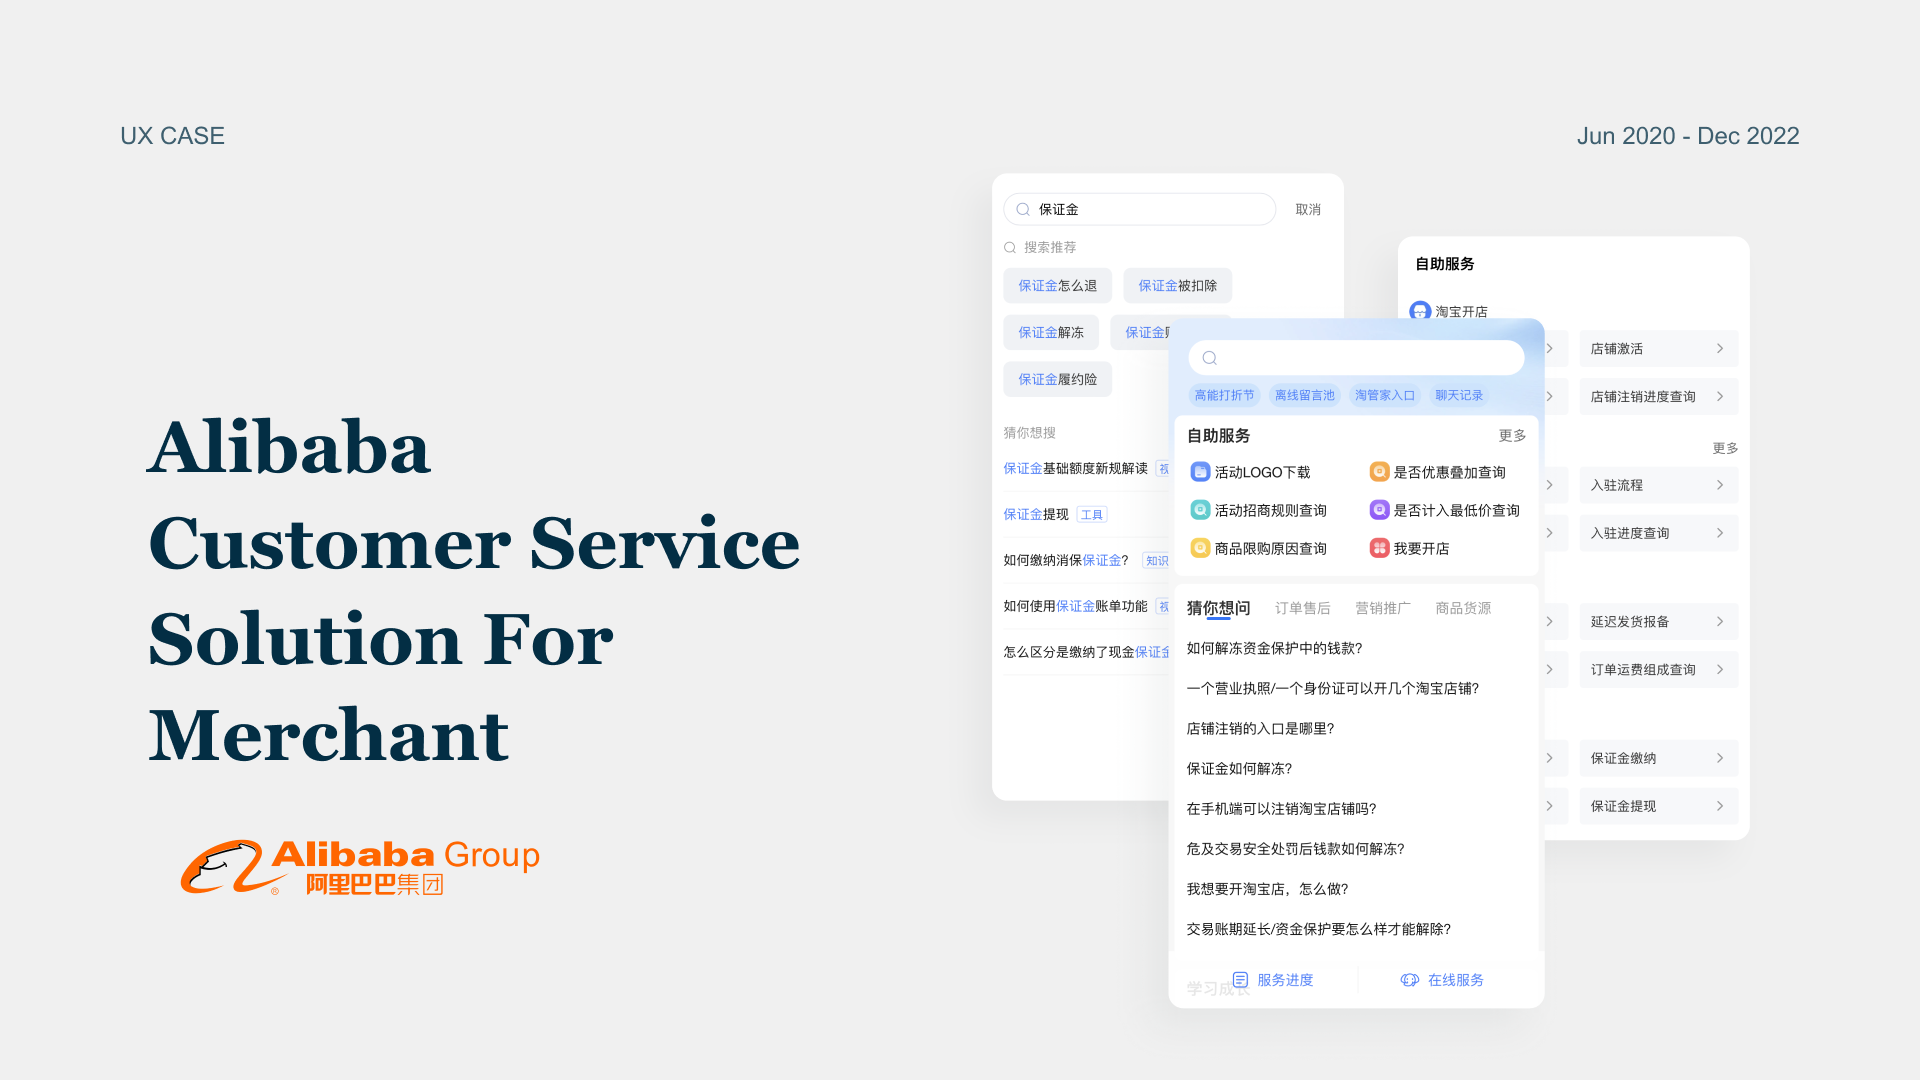 UX CASE
Jun 2020 - Dec 2022
Alibaba
Customer Service
Solution For
Merchant
Alibaba Group
阿里巴巴集团
®
保证金
取消
搜索推荐
保证金怎么退
保证金被扣除
保证金解冻
保证金
保证金履约险
猜你想搜
保证金基础额度新规解读
保证金提现 工具
如何缴纳消保保证金? 知识
如何使用保证金账单功能
怎么区分是缴纳了现金保证金
高能打折节
离线留言池
淘管家入口
聊天记录
自助服务
更多
活动LOGO下载
是否优惠叠加查询
活动招商规则查询
是否计入最低价查询
商品限购原因查询
我要开店
猜你想问
订单售后
营销推广
商品货源
如何解冻资金保护中的钱款?
一个营业执照/一个身份证可以开几个淘宝店铺?
店铺注销的入口是哪里?
保证金如何解冻?
在手机端可以注销淘宝店铺吗?
危及交易安全处罚后钱款如何解冻?
我想要开淘宝店，怎么做?
交易账期延长/资金保护要怎么样才能解除?
学习成长
服务进度
在线服务
自助服务
淘宝开店
店铺激活
店铺注销进度查询
更多
入驻流程
入驻进度查询
延迟发货报备
订单运费组成查询
保证金缴纳
保证金提现